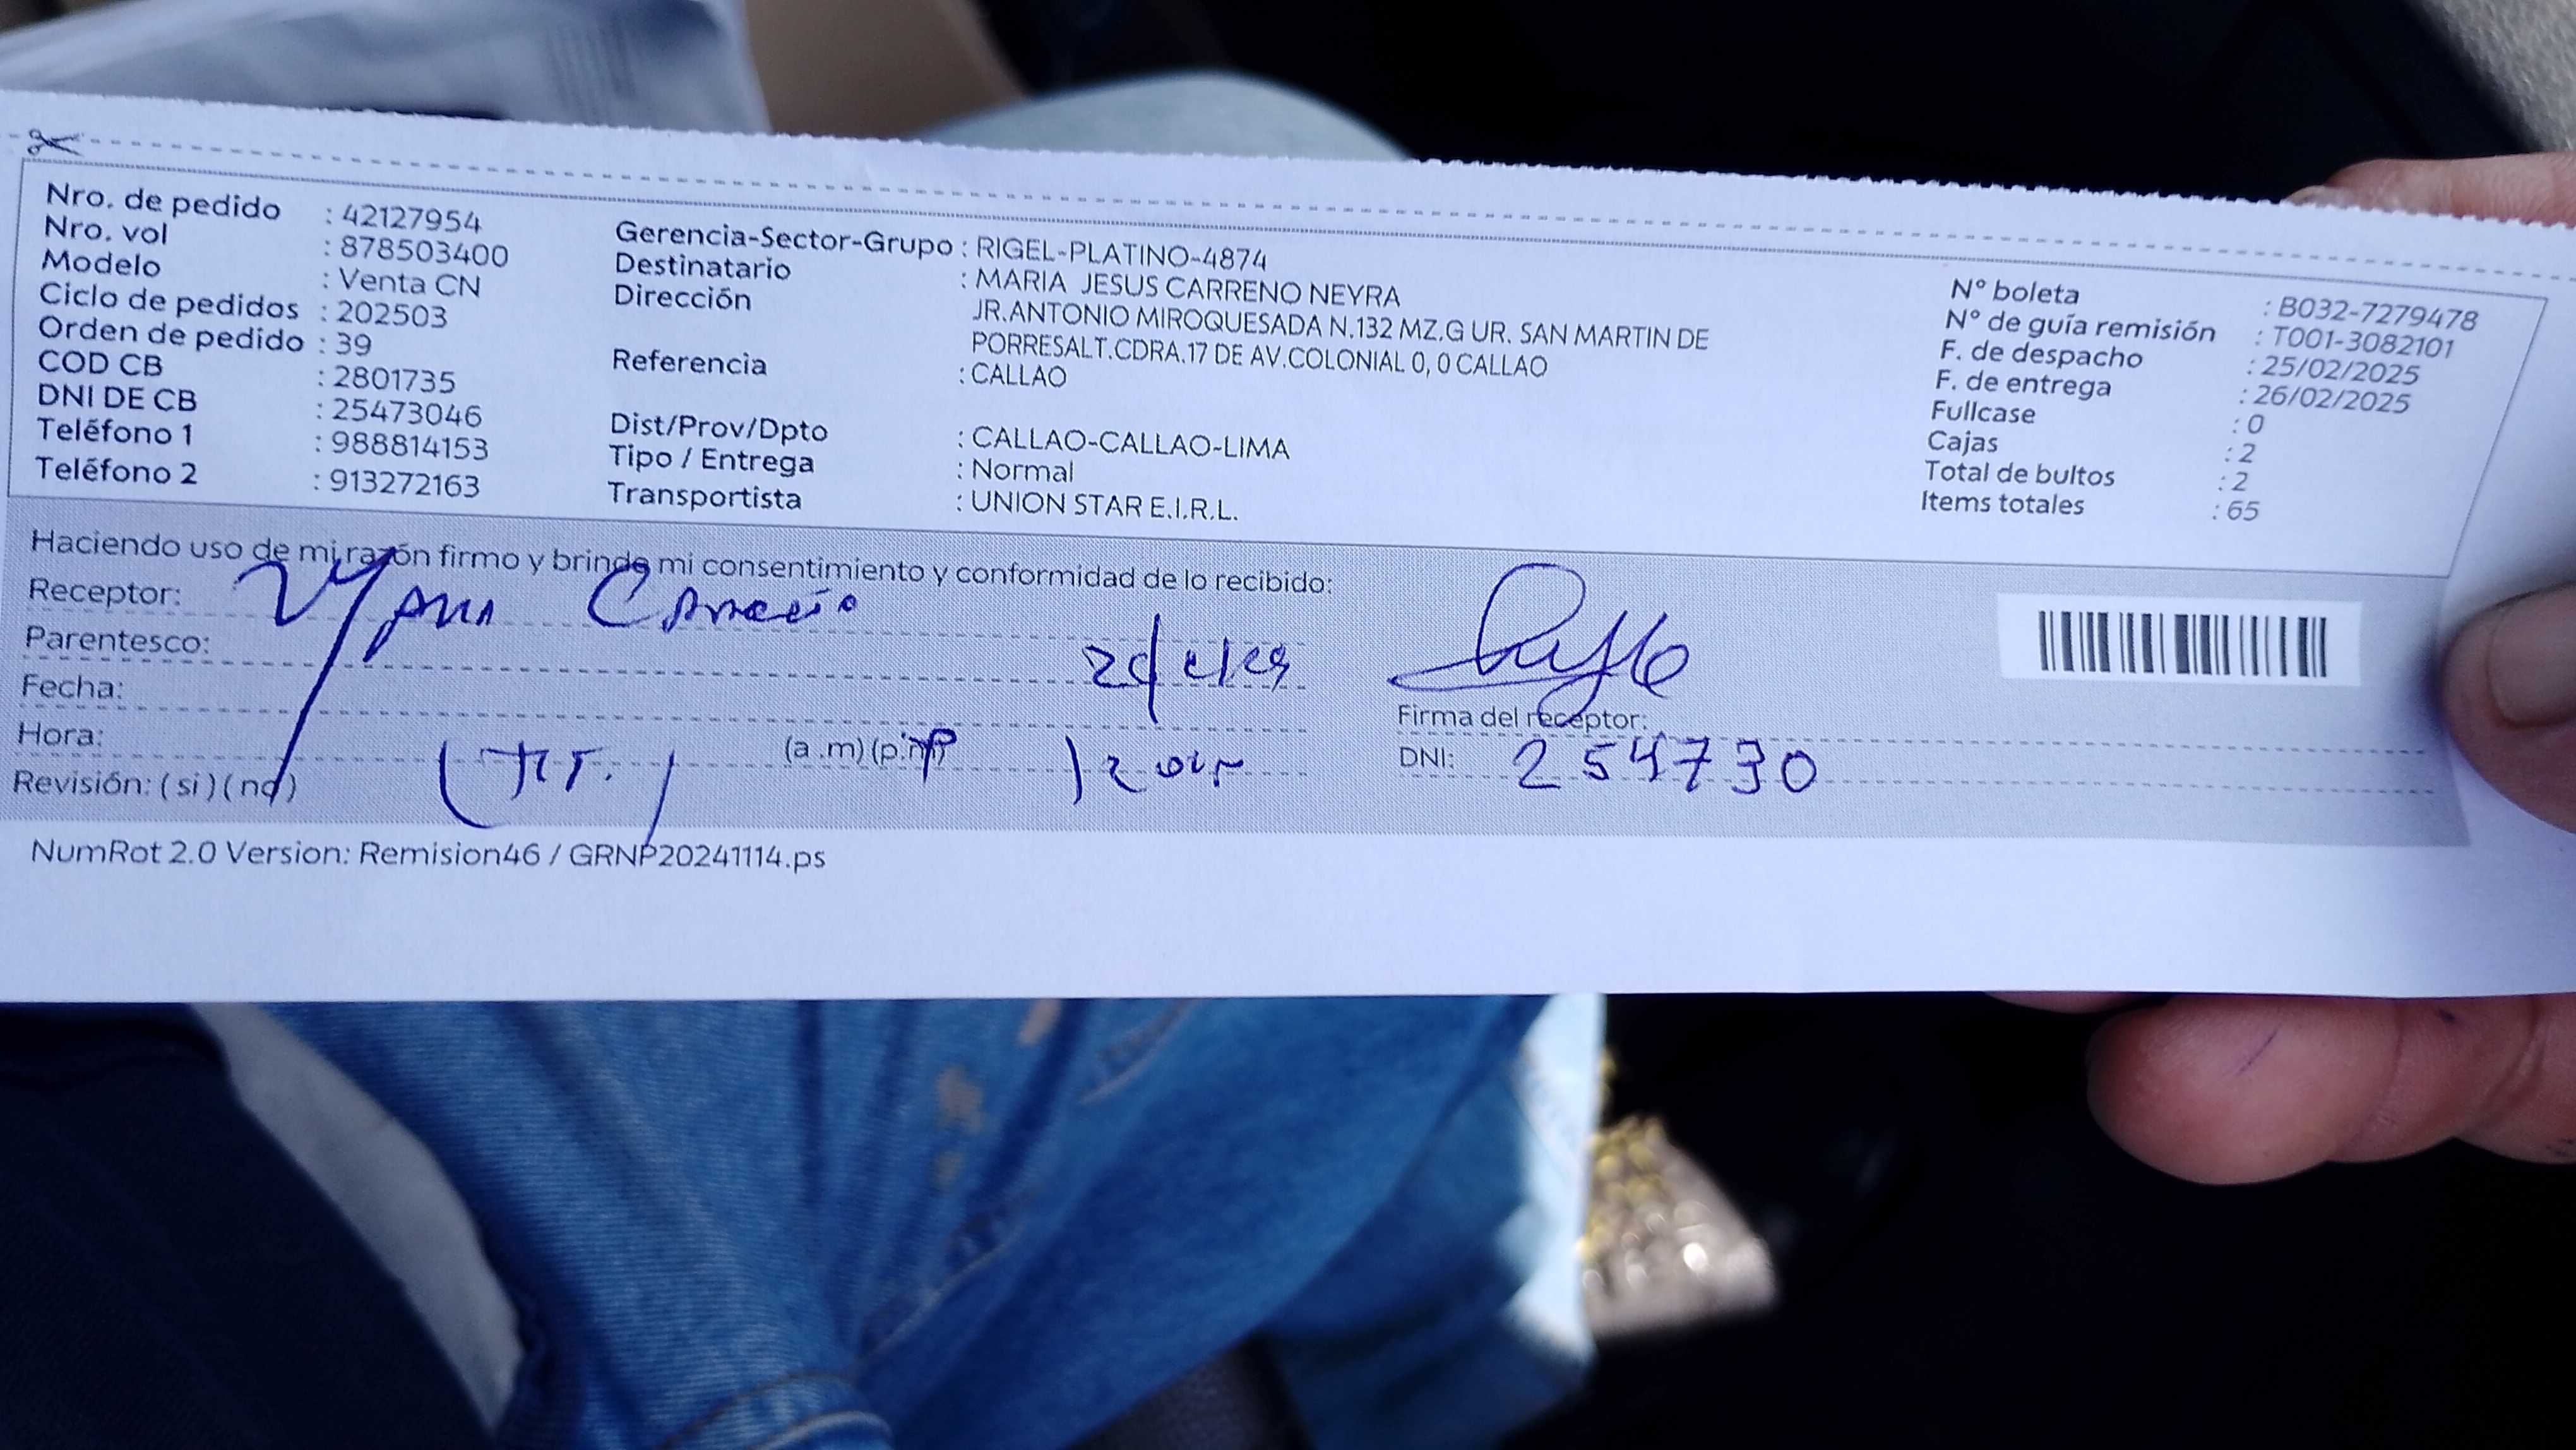 Nro. de pedido : 42127954
Nro. vol : 878503400
Modelo : Venta CN
Ciclo de pedidos : 202503
Orden de pedido : 39
COD CB : 2801735
DNI DE CB : 25473046
Teléfono 1 : 988814153
Teléfono 2 : 913272163
Gerencia-Sector-Grupo : RIGEL-PLATINO-4874
Destinatario : MARIA JESUS CARRENO NEYRA
Dirección JR.ANTONIO MIROQUESADA N.132 MZ.G UR. SAN MARTIN DE
PORRESALT.CDRA.17 DE AV.COLONIAL 0, 0 CALLAO
Referencia : CALLAO
Dist/Prov/Dpto : CALLAO-CALLAO-LIMA
Tipo / Entrega : Normal
Transportista : UNION STAR E.I.R.L.
N° boleta : B032-7279478
N° de guía remisión : T001-3082101
F. de despacho : 25/02/2025
F. de entrega : 26/02/2025
Fullcase : 0
Cajas : 2
Total de bultos : 2
Items totales : 65
Haciendo uso de mi razón firmo y brindo mi consentimiento y conformidad de lo recibido:
Receptor:
Parentesco:
Fecha:
Hora: (a .m) (p.m)
Revisión: ( si ) ( no )
Firma del receptor:
DNI: 254730
NumRot 2.0 Version: Remision46 / GRNP20241114.ps